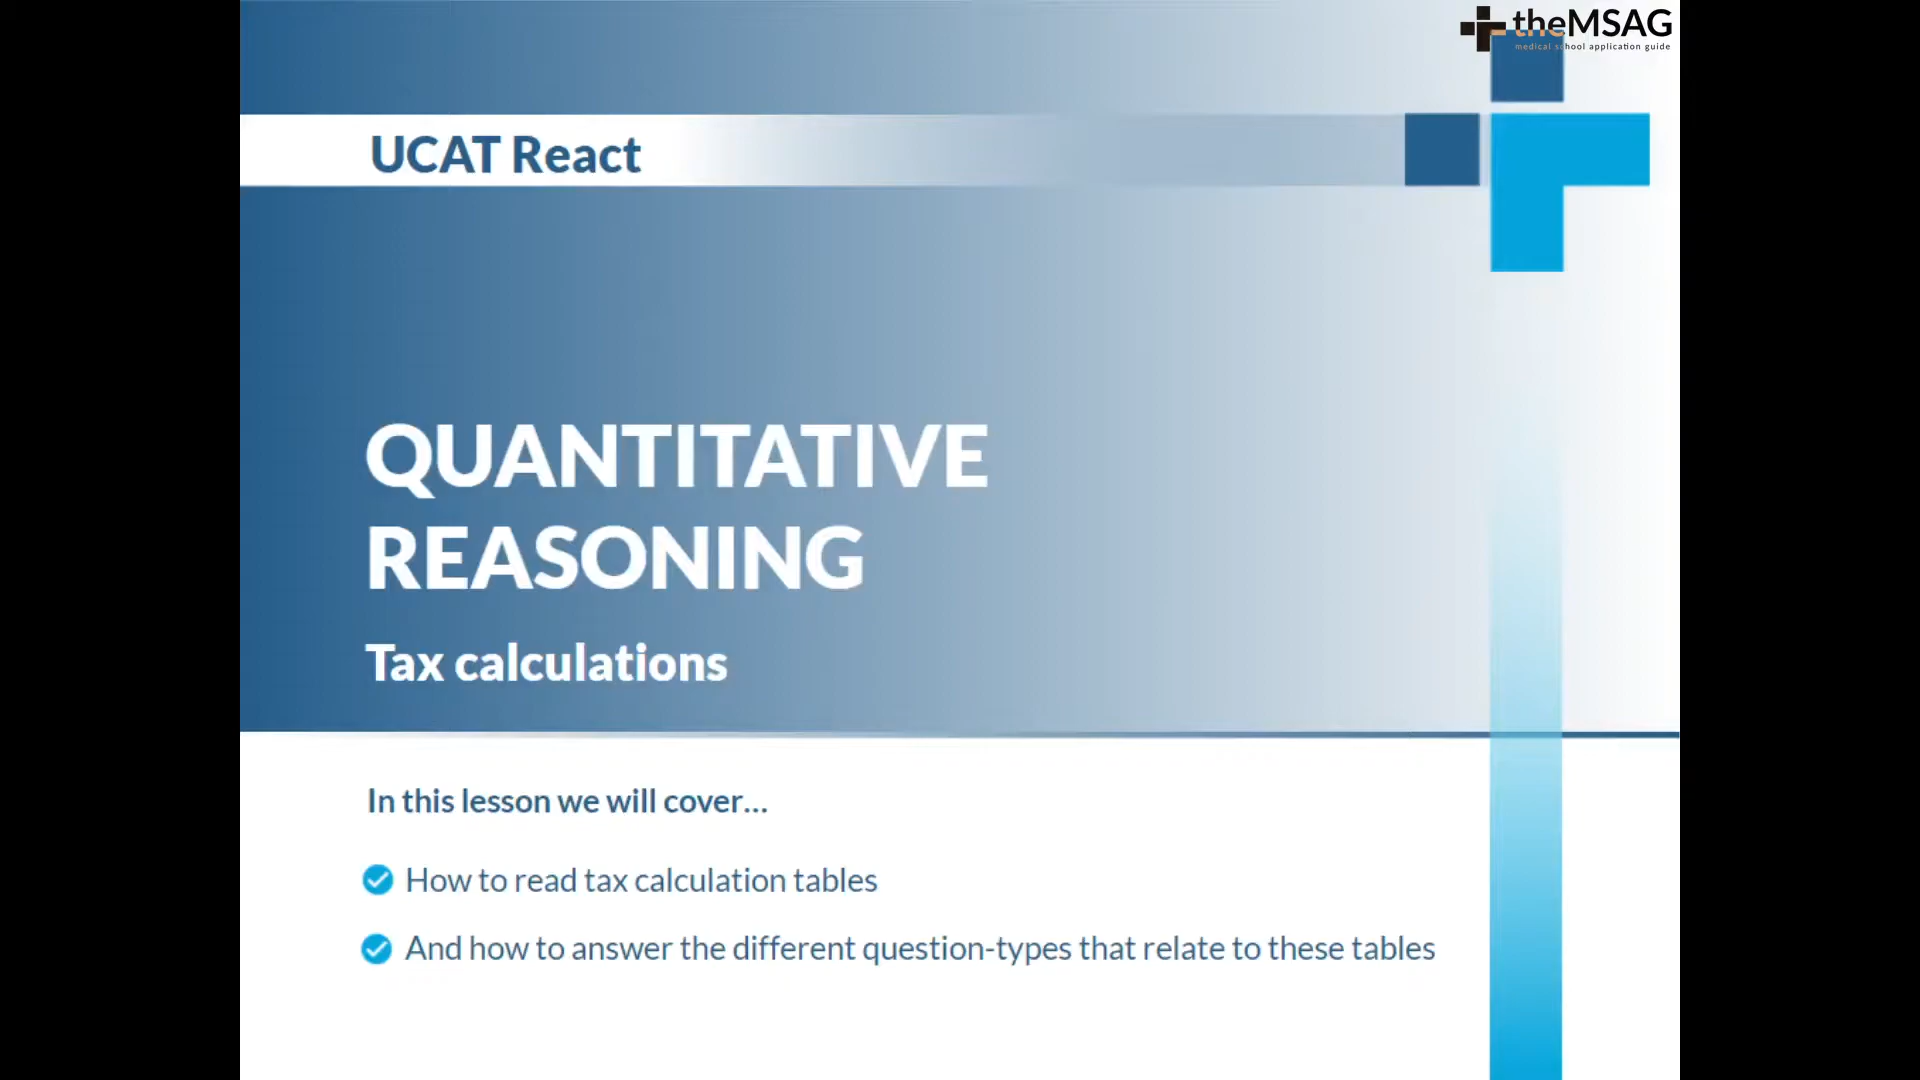 theMSAG
medical school application guide
UCAT React
QUANTITATIVE
REASONING
Tax calculations
In this lesson we will cover...
How to read tax calculation tables
And how to answer the different question-types that relate to these tables